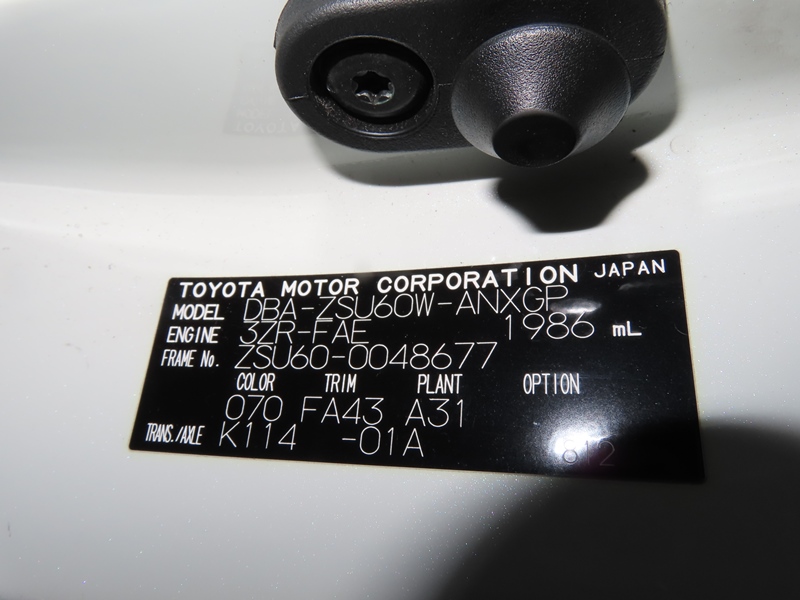 TOYOTA MOTOR CORPORATION JAPAN
MODEL DBA-ZSU60W-ANXGP
ENGINE 3ZR-FAE 1986 mL
FRAME No. ZSU60-0048677
COLOR TRIM PLANT OPTION
070 FA43 A31
TRANS./AXLE K114 -01A 612